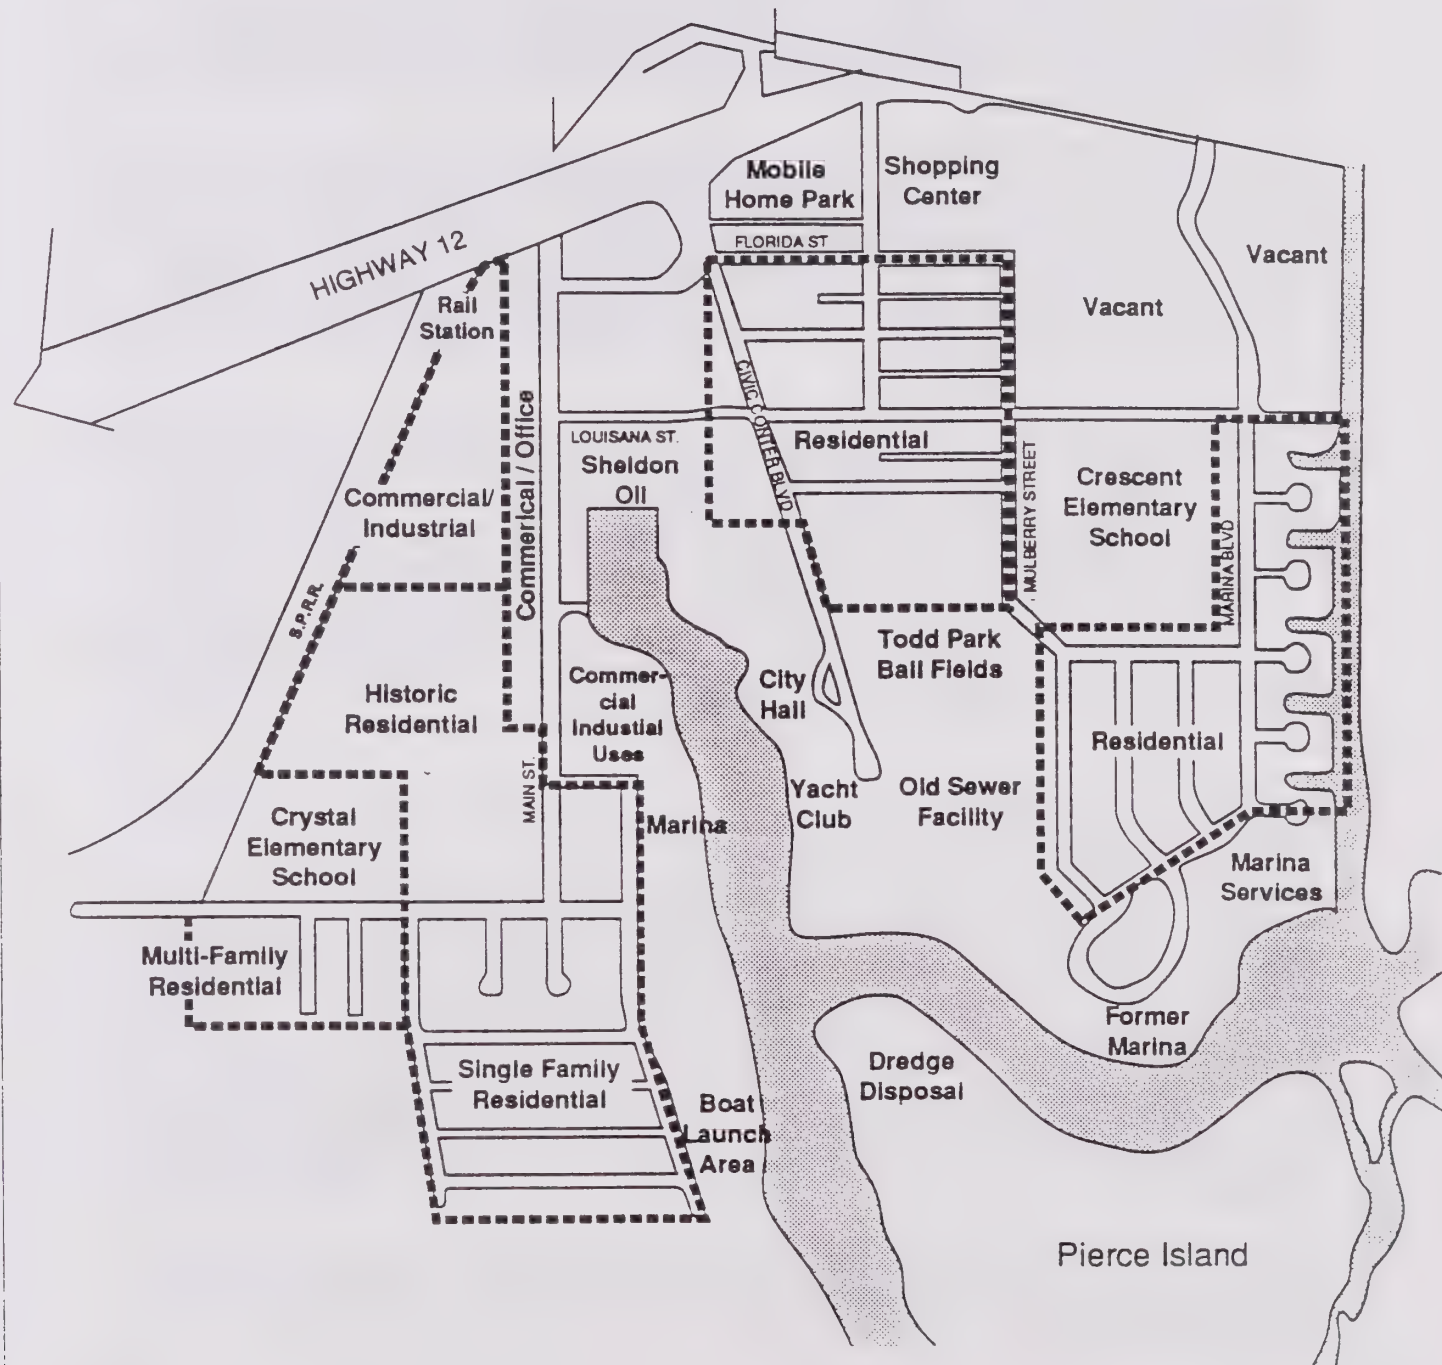 Mobile
Home Park
Shopping
Center
FLORIDA ST
HIGHWAY 12
Vacant
Rail
Station
Vacant
CIVIC CONTER BLVD
Commerical / Office
LOUISANA ST.
Sheldon
Oil
Residential
MULBERRY STREET
Crescent
Elementary
School
MARINA BLVD
Commercial/
Industrial
S.P.R.R.
Historic
Residential
Commer-
cial
Industial
Uses
City
Hall
Todd Park
Ball Fields
Residential
MAIN ST.
Marina
Yacht
Club
Old Sewer
Facility
Crystal
Elementary
School
Marina
Services
Multi-Family
Residential
Former
Marina
Single Family
Residential
Dredge
Disposal
Boat
Launch
Area
Pierce Island